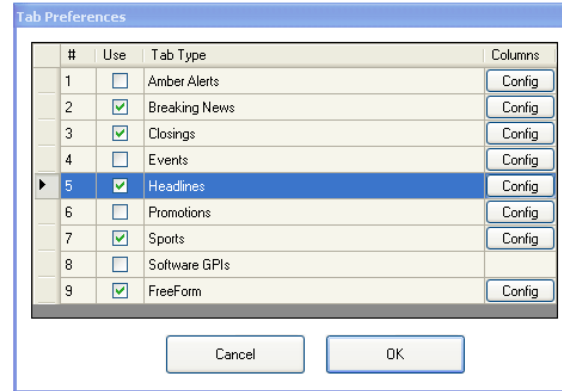 Tab Preferences
# Use Tab Type Columns
1 Amber Alerts Config
2 Breaking News Config
3 Closings Config
4 Events Config
5 Headlines Config
6 Promotions Config
7 Sports Config
8 Software GPIs
9 FreeForm Config
Cancel OK